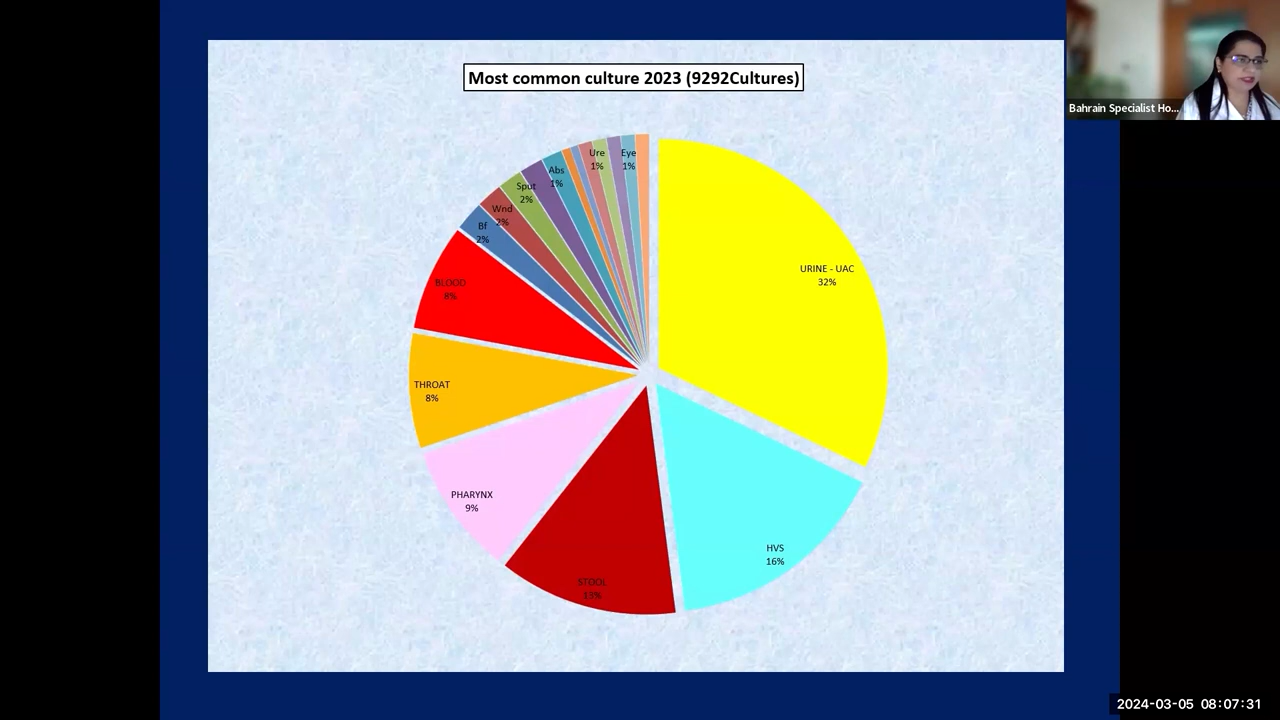 Most common culture 2023 (9292Cultures)
Bahrain Specialist Ho...
Ure
1%
Eye
1%
Abs
1%
Sput
2%
Wnd
2%
Bf
2%
BLOOD
8%
THROAT
8%
PHARYNX
9%
STOOL
13%
HVS
16%
URINE - UAC
32%
2024-03-05 08:07:31